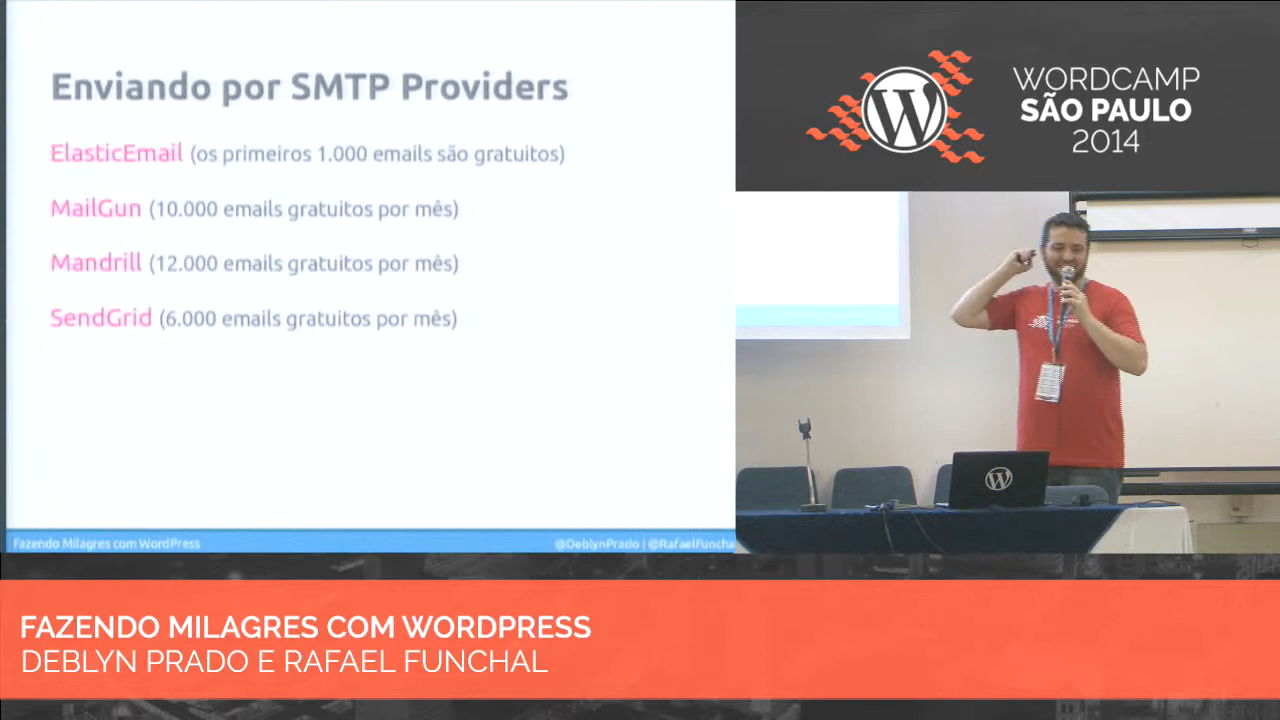 Enviando por SMTP Providers
ElasticEmail (os primeiros 1.000 emails são gratuitos)
MailGun (10.000 emails gratuitos por mês)
Mandrill (12.000 emails gratuitos por mês)
SendGrid (6.000 emails gratuitos por mês)
Fazendo Milagres com WordPress
@DeblynPrado | @RafaelFuncha
WORDCAMP
SÃO PAULO
2014
FAZENDO MILAGRES COM WORDPRESS
DEBLYN PRADO E RAFAEL FUNCHAL